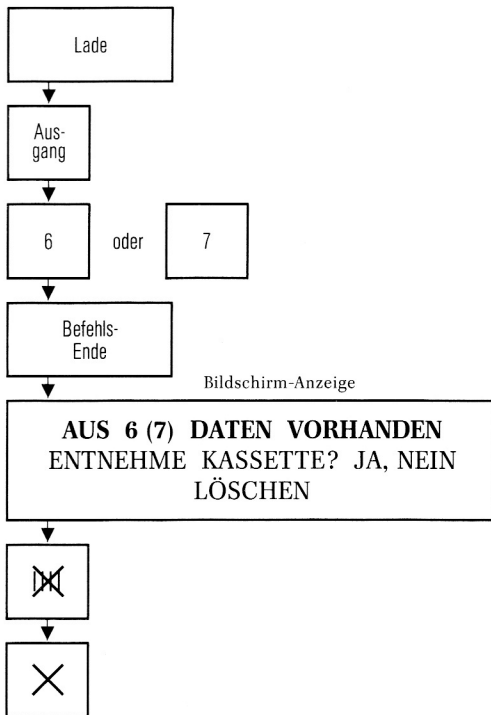 Lade
Aus-
gang
6 oder 7
Befehls-
Ende
Bildschirm-Anzeige
AUS 6 (7) DATEN VORHANDEN
ENTNEHME KASSETTE? JA, NEIN
LÖSCHEN